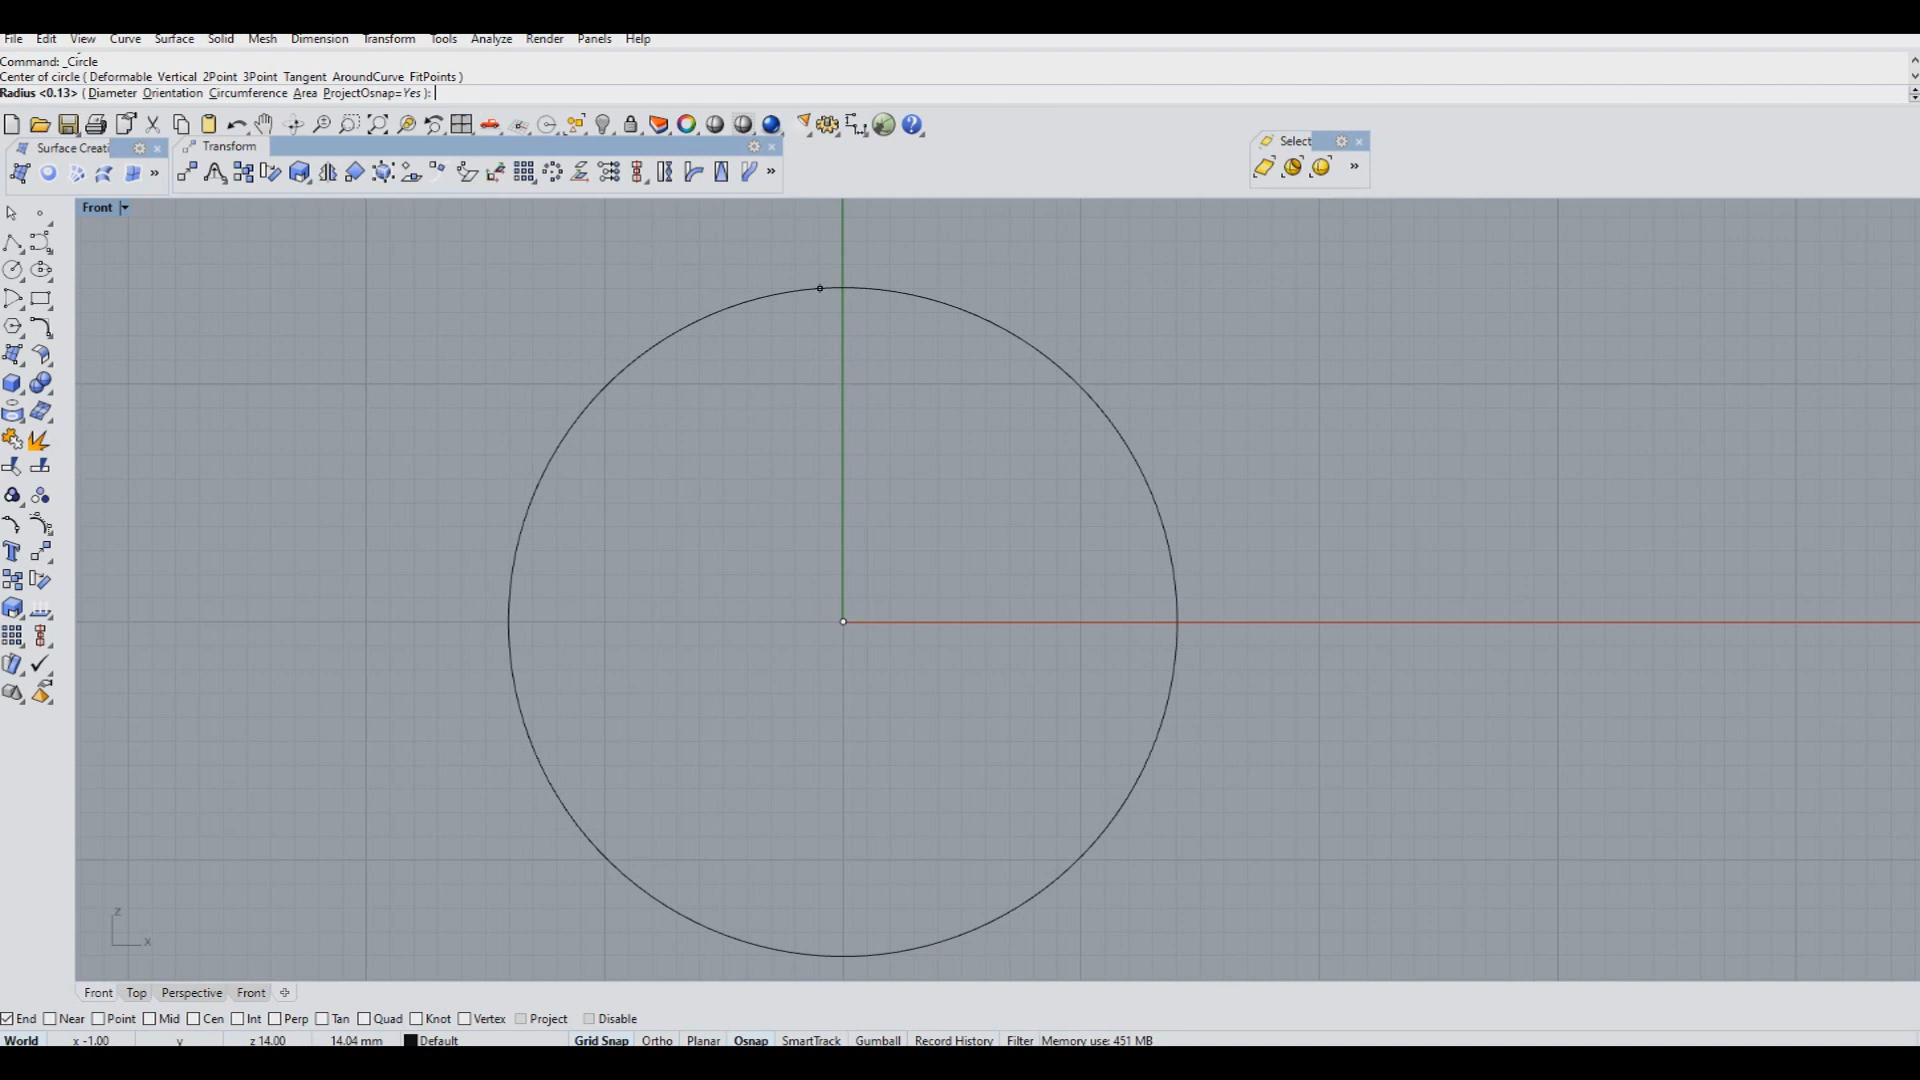 File Edit View Curve Surface Solid Mesh Dimension Transform Tools Analyze Render Panels Help
Command: _Circle
Center of circle ( Deformable Vertical 2Point 3Point Tangent AroundCurve FitPoints )
Radius <0.13> ( Diameter Orientation Circumference Area ProjectOsnap=Yes ):
Surface Creati Transform Select
Front
z
x
Front Top Perspective Front
End Near Point Mid Cen Int Perp Tan Quad Knot Vertex Project Disable
World x -1.00 y z 14.00 14.04 mm Default Grid Snap Ortho Planar Osnap SmartTrack Gumball Record History Filter Memory use: 451 MB